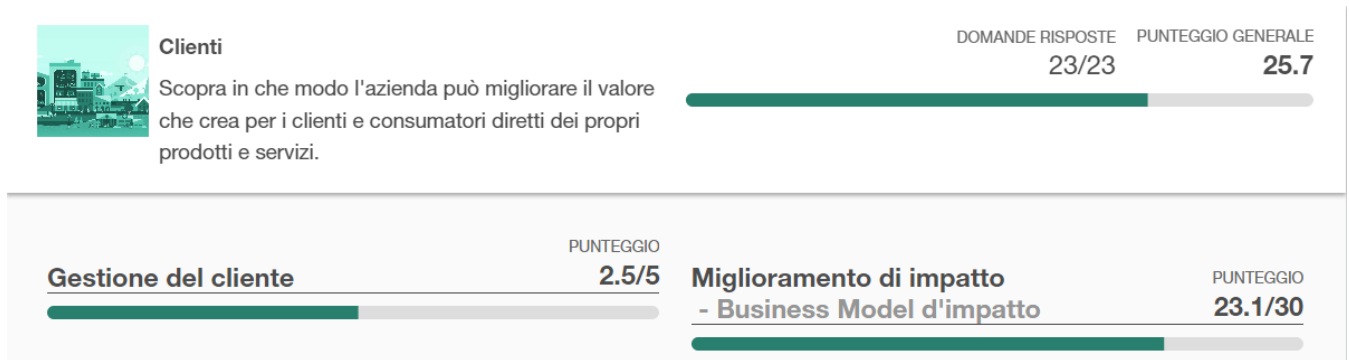 Clienti
Scopra in che modo l'azienda può migliorare il valore
che crea per i clienti e consumatori diretti dei propri
prodotti e servizi.
DOMANDE RISPOSTE
23/23
PUNTEGGIO GENERALE
25.7
Gestione del cliente
PUNTEGGIO
2.5/5
Miglioramento di impatto
- Business Model d'impatto
PUNTEGGIO
23.1/30